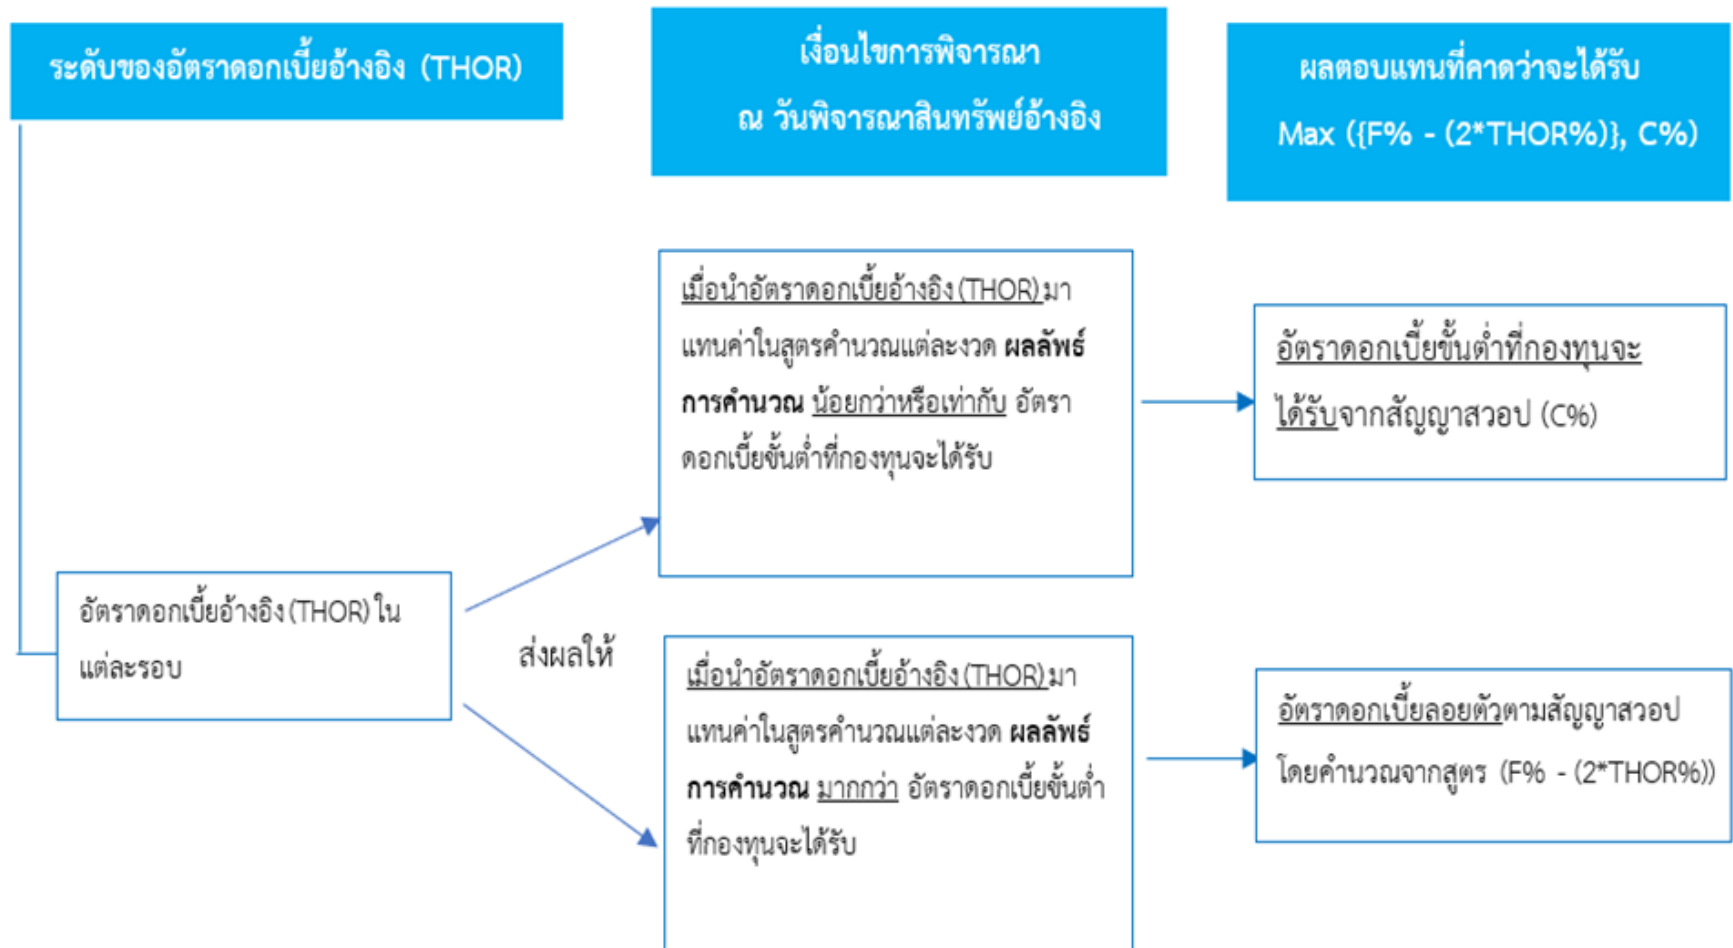 ระดับของอัตราดอกเบี้ยอ้างอิง (THOR)
เงื่อนไขการพิจารณา
ณ วันพิจารณาสินทรัพย์อ้างอิง
ผลตอบแทนที่คาดว่าจะได้รับ
Max ({F% - (2*THOR%)}, C%)
เมื่อนำอัตราดอกเบี้ยอ้างอิง (THOR) มา
แทนค่าในสูตรคำนวณแต่ละงวด ผลลัพธ์
การคำนวณ น้อยกว่าหรือเท่ากับ อัตรา
ดอกเบี้ยขั้นต่ำที่กองทุนจะได้รับ
อัตราดอกเบี้ยขั้นต่ำที่กองทุนจะ
ได้รับจากสัญญาสวอป (C%)
อัตราดอกเบี้ยอ้างอิง (THOR) ใน
แต่ละรอบ
ส่งผลให้
เมื่อนำอัตราดอกเบี้ยอ้างอิง (THOR) มา
แทนค่าในสูตรคำนวณแต่ละงวด ผลลัพธ์
การคำนวณ มากกว่า อัตราดอกเบี้ยขั้นต่ำ
ที่กองทุนจะได้รับ
อัตราดอกเบี้ยลอยตัวตามสัญญาสวอป
โดยคำนวณจากสูตร (F% - (2*THOR%))